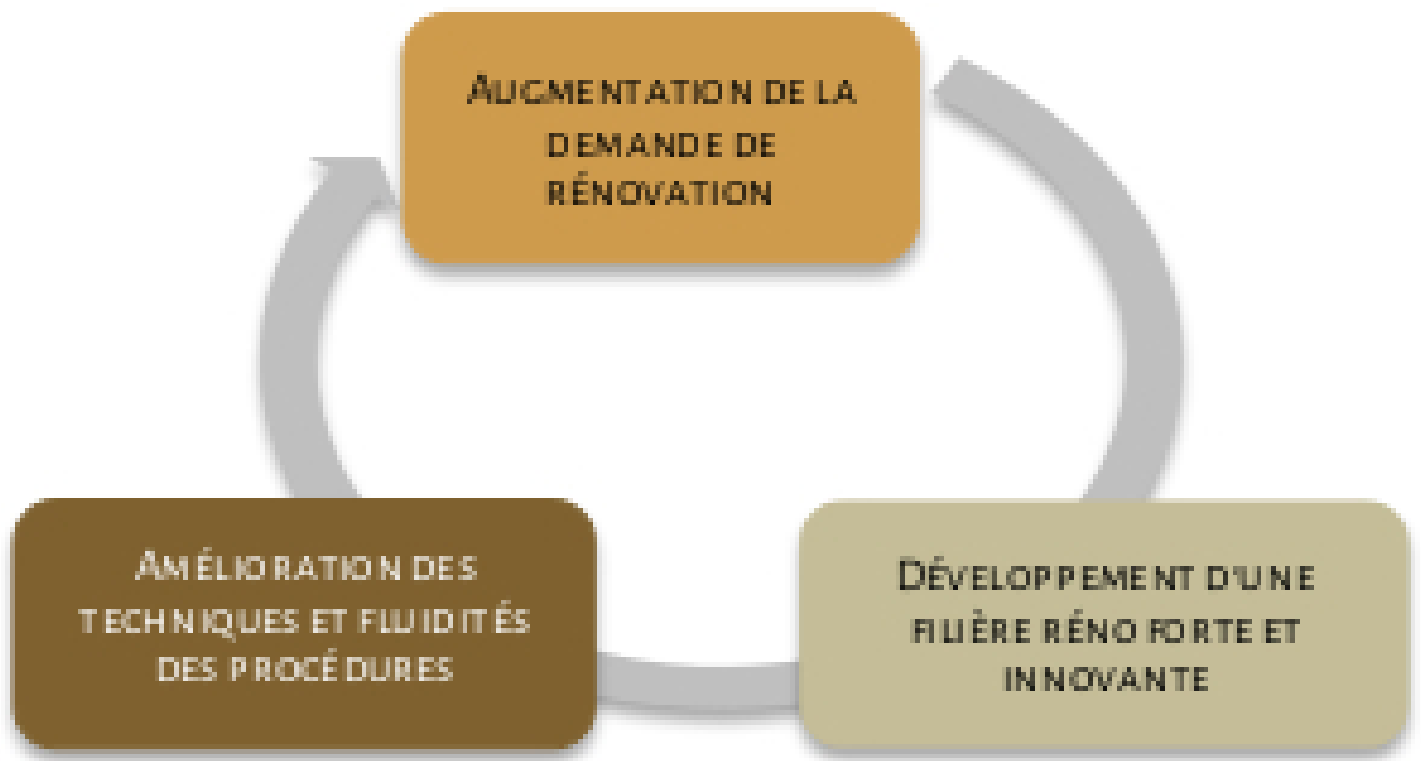 AUGMENTATION DE LA
DEMANDE DE
RÉNOVATION
AMÉLIORATION DES
TECHNIQUES ET FLUIDITÉS
DES PROCÉDURES
DÉVELOPPEMENT D'UNE
FILIÈRE RÉNO FORTE ET
INNOVANTE